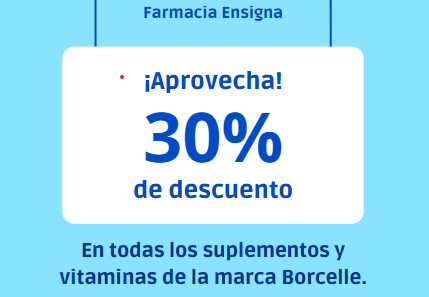 Farmacia Ensigna
¡Aprovecha!
30%
de descuento
En todas los suplementos y
vitaminas de la marca Borcelle.